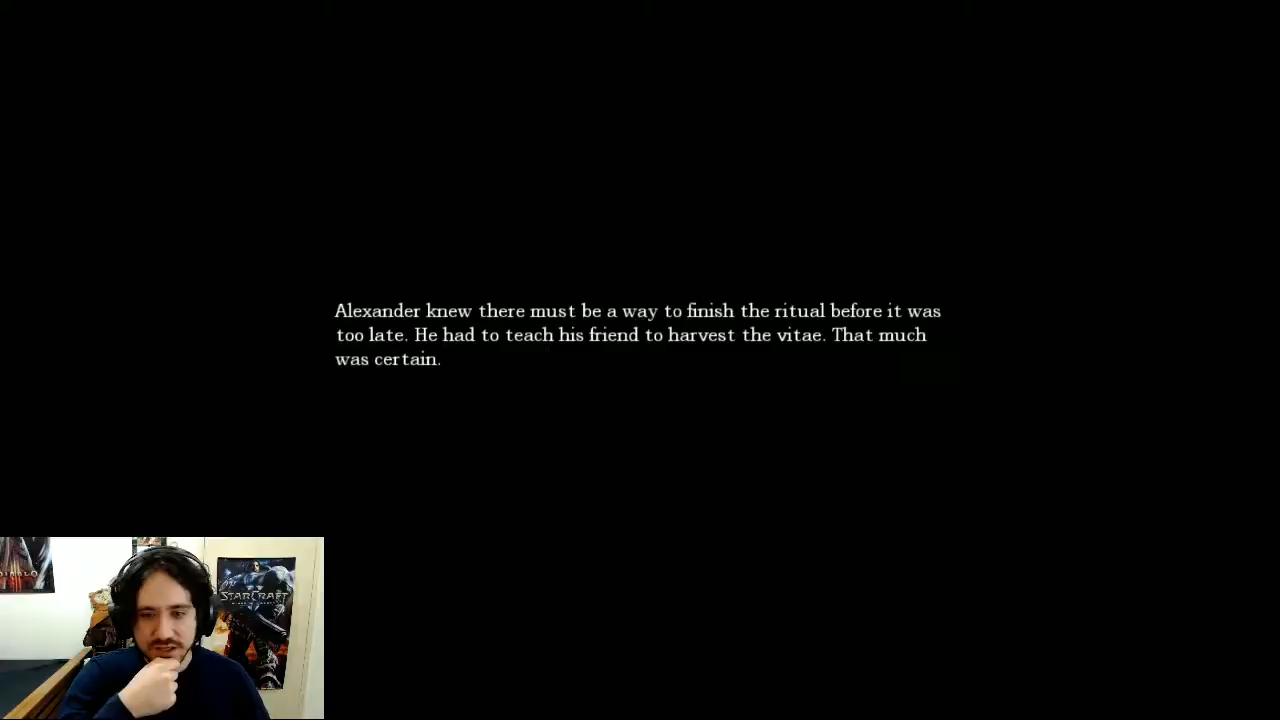 Alexander knew there must be a way to finish the ritual before it was
too late. He had to teach his friend to harvest the vitae. That much
was certain.
STARCRAFT